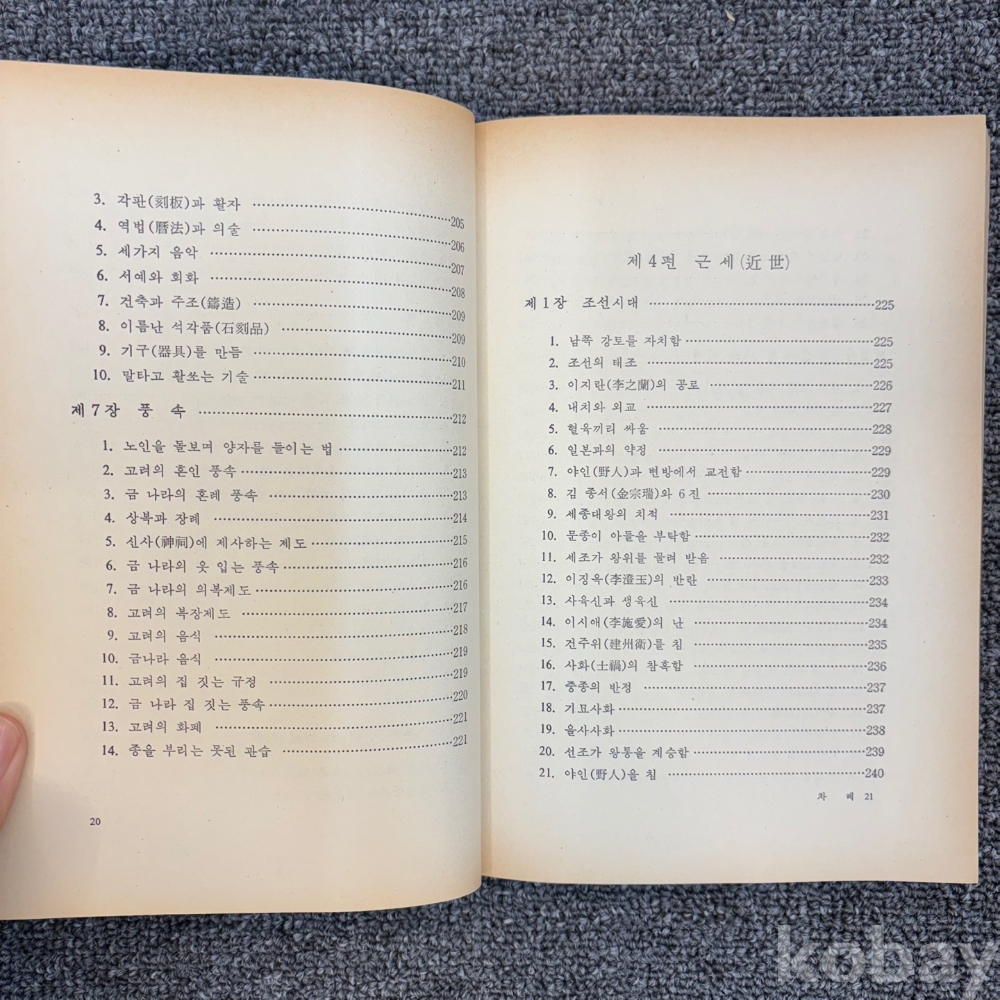 3. 각판(刻板)과 활자 205
4. 역법(曆法)과 의술 206
5. 세가지 음악 207
6. 서예와 회화 208
7. 건축과 주조(鑄造) 209
8. 이름난 석각품(石刻品) 209
9. 기구(器具)를 만듦 210
10. 말타고 활쏘는 기술 211
제 7 장 풍 속 212
1. 노인을 돌보며 양자를 들이는 법 212
2. 고려의 혼인 풍속 213
3. 금 나라의 혼례 풍속 213
4. 상복과 장례 214
5. 신사(神祠)에 제사하는 제도 215
6. 금 나라의 옷 입는 풍속 216
7. 금 나라의 의복제도 216
8. 고려의 복장제도 217
9. 고려의 음식 218
10. 금나라 음식 219
11. 고려의 집 짓는 규정 219
12. 금 나라 집 짓는 풍속 220
13. 고려의 화폐 221
14. 종을 부리는 못된 관습 221
20
제 4 편 근 세 (近 世)
제 1 장 조선시대 225
1. 남쪽 강토를 자치함 225
2. 조선의 태조 225
3. 이지란(李之蘭)의 공로 226
4. 내치와 외교 227
5. 혈육끼리 싸움 228
6. 일본과의 약정 229
7. 야인(野人)과 변방에서 교전함 229
8. 김 종서(金宗瑞)와 6 진 230
9. 세종대왕의 치적 231
10. 문종이 아들을 부탁함 232
11. 세조가 왕위를 물려 받음 232
12. 이징옥(李澄玉)의 반란 233
13. 사육신과 생육신 234
14. 이시애(李施愛)의 난 234
15. 건주위(建州衛)를 침 235
16. 사화(士禍)의 참혹함 236
17. 중종의 반정 237
18. 기묘사화 237
19. 을사사화 238
20. 선조가 왕통을 계승함 239
21. 야인(野人)을 침 240
차 례 21
kobay